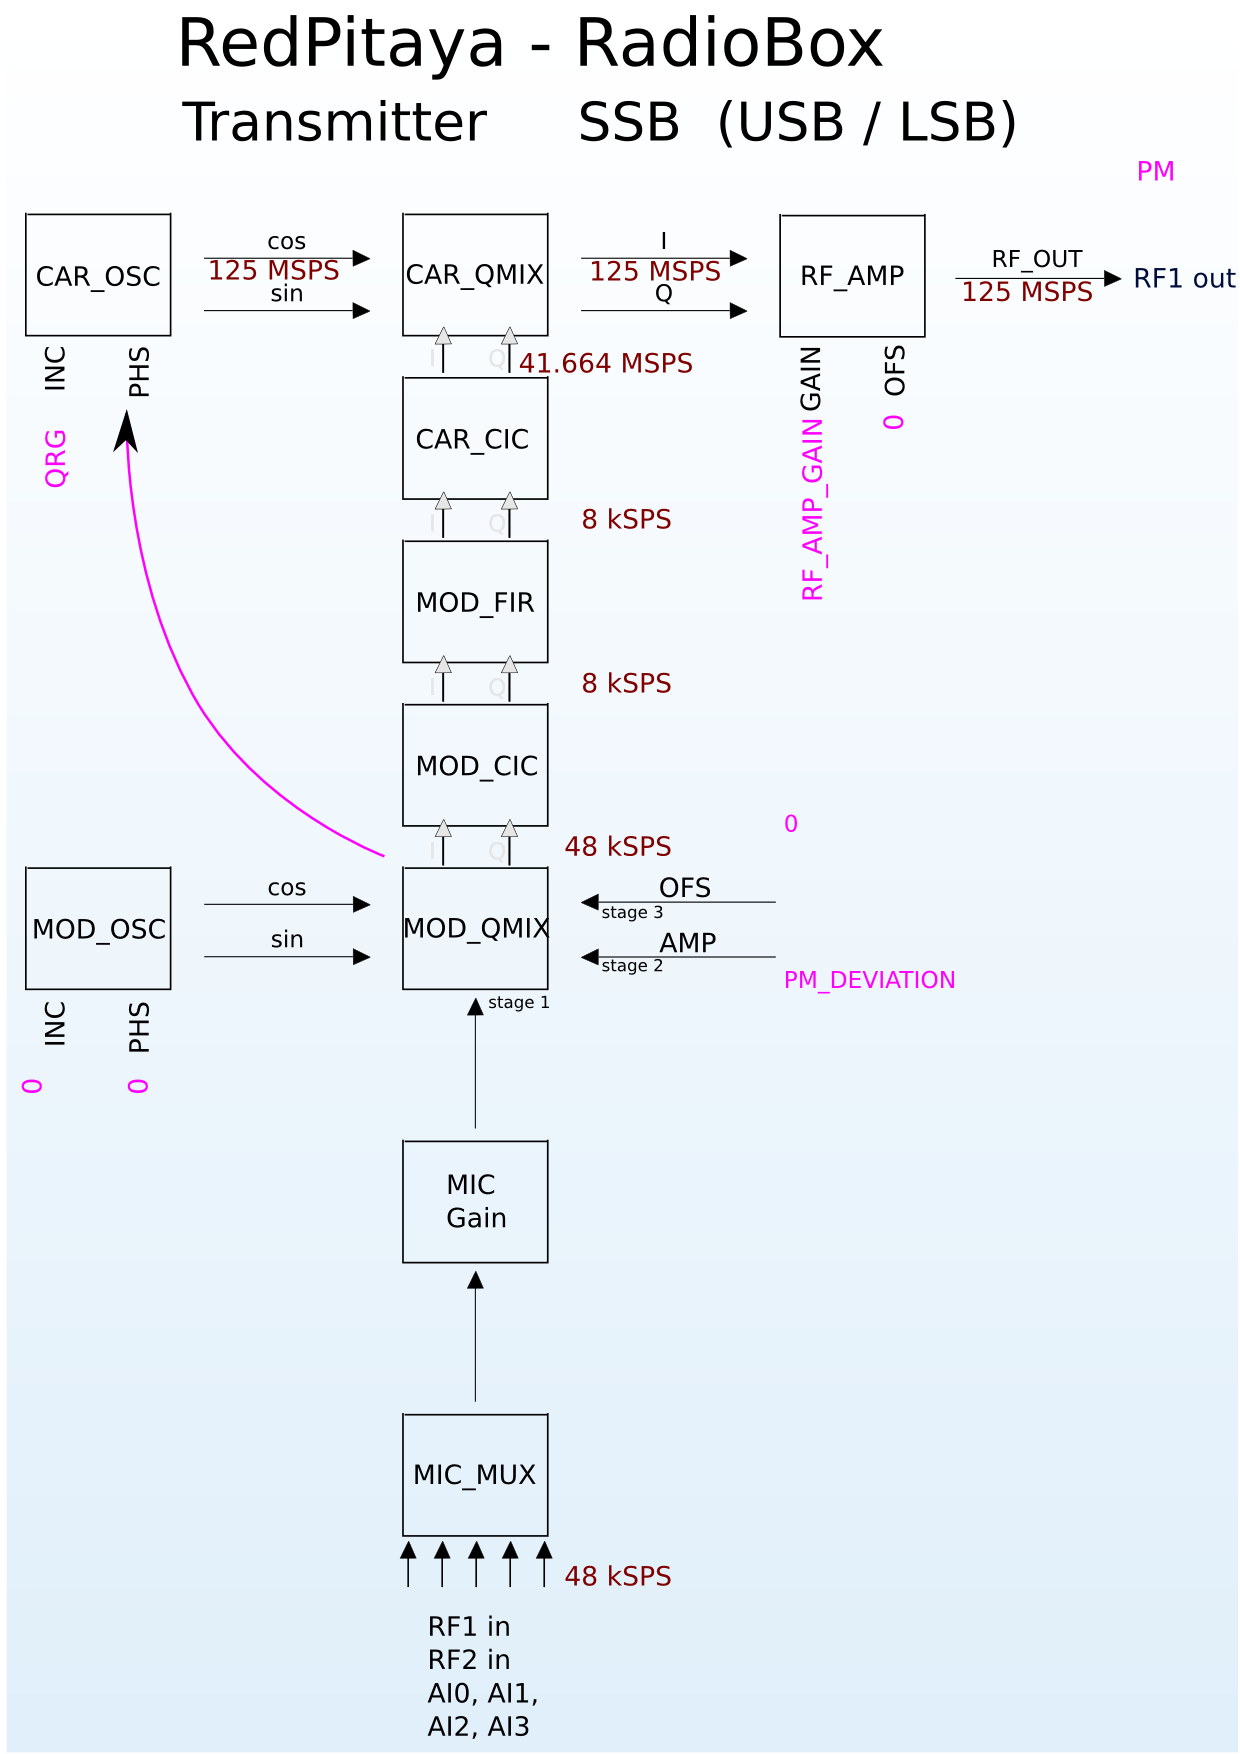 RedPitaya - RadioBox
Transmitter SSB (USB / LSB)
PM
CAR_OSC
cos
125 MSPS
sin
CAR_QMIX
I
125 MSPS
Q
RF_AMP
RF_OUT
125 MSPS
RF1 out
INC
PHS
QRG
I
Q
41.664 MSPS
GAIN
OFS
RF_AMP_GAIN
0
CAR_CIC
I
Q
8 kSPS
MOD_FIR
I
Q
8 kSPS
MOD_CIC
0
I
Q
48 kSPS
MOD_OSC
cos
sin
MOD_QMIX
OFS
stage 3
AMP
stage 2
PM_DEVIATION
stage 1
INC
PHS
0
0
MIC
Gain
MIC_MUX
48 kSPS
RF1 in
RF2 in
AI0, AI1,
AI2, AI3